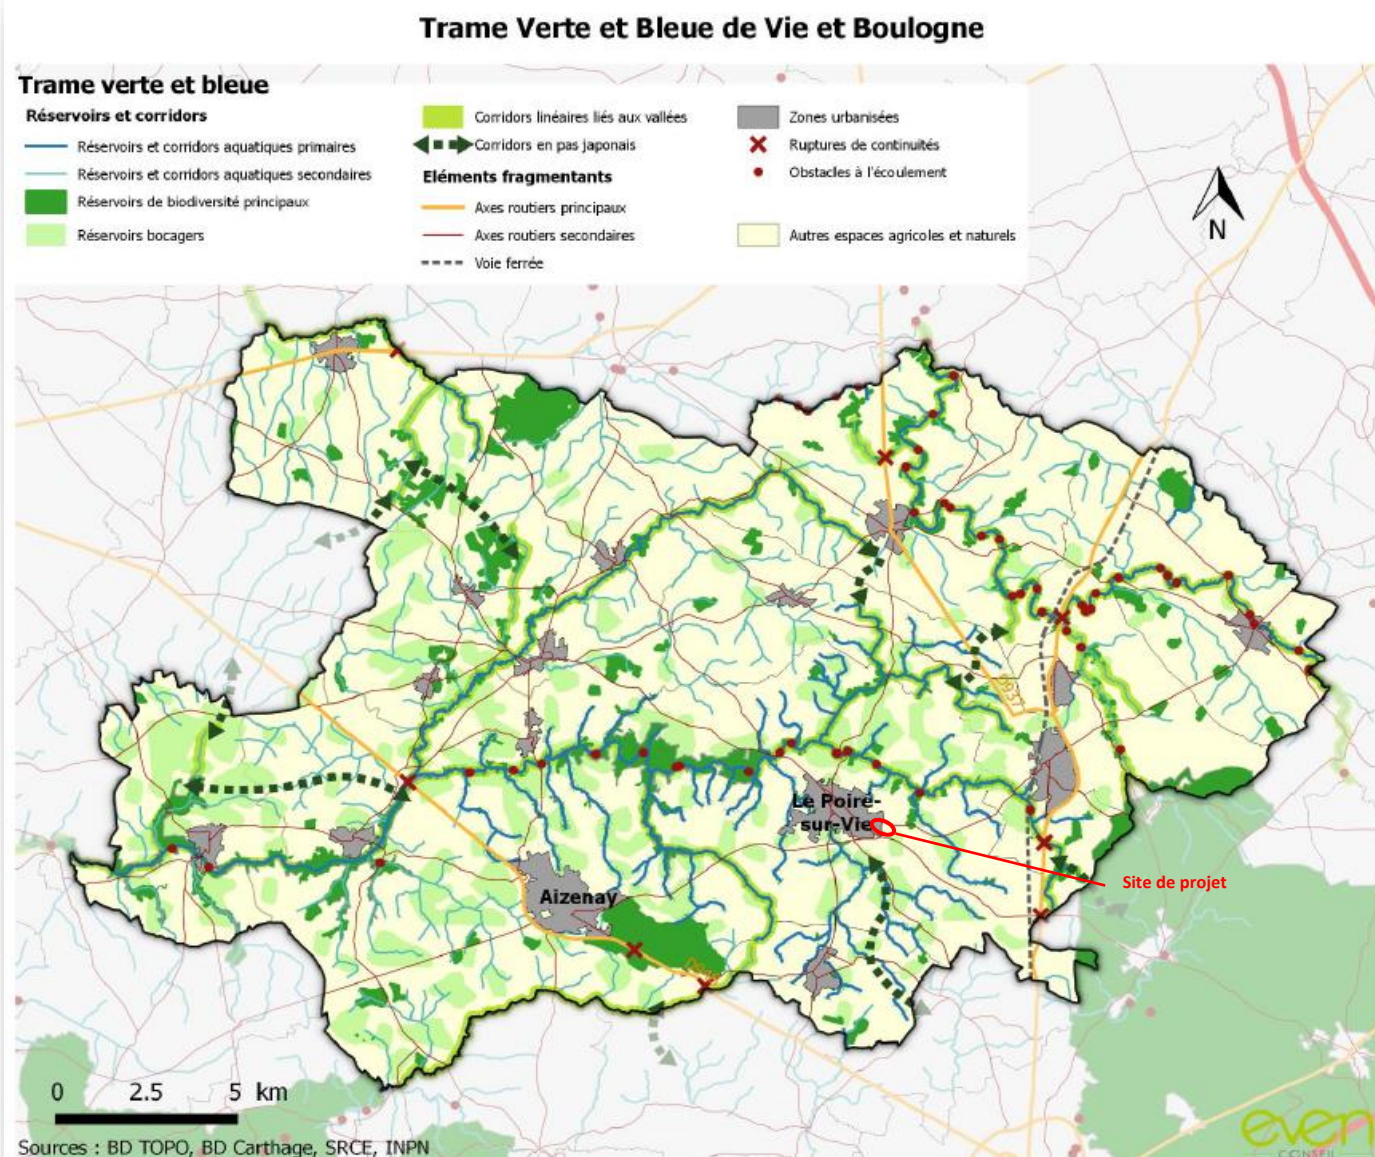 Trame Verte et Bleue de Vie et Boulogne
Trame verte et bleue
Réservoirs et corridors
Réservoirs et corridors aquatiques primaires
Réservoirs et corridors aquatiques secondaires
Réservoirs de biodiversité principaux
Réservoirs bocagers
Corridors linéaires liés aux vallées
Corridors en pas japonais
Eléments fragmentants
Axes routiers principaux
Axes routiers secondaires
Voie ferrée
Zones urbanisées
Ruptures de continuités
Obstacles à l'écoulement
Autres espaces agricoles et naturels
N
D937
Le Poiré-
sur-Vie
Site de projet
Aizenay
0 2.5 5 km
Sources : BD TOPO, BD Carthage, SRCE, INPN
even
CONSEIL